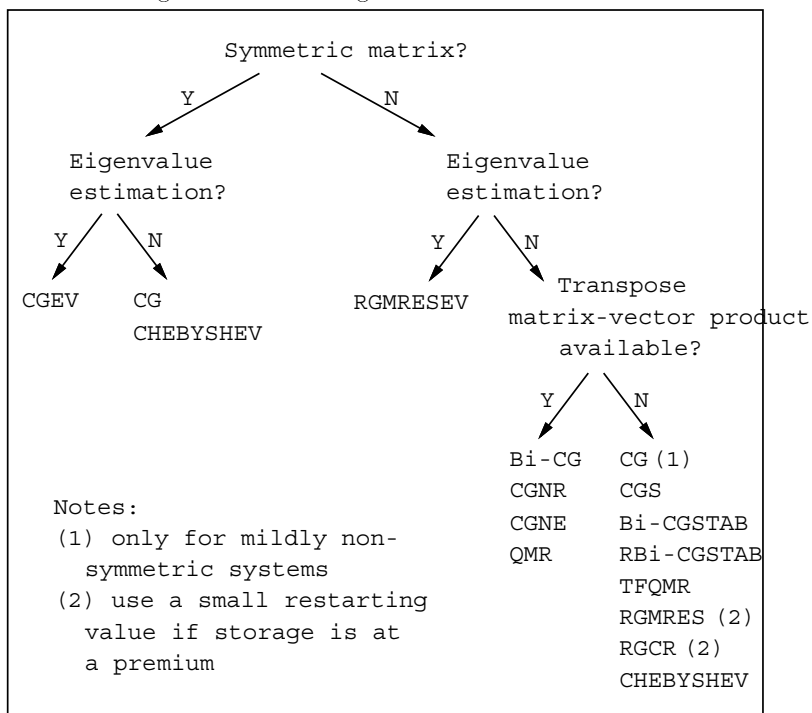 Symmetric matrix?
Y
N
Eigenvalue
estimation?
Eigenvalue
estimation?
Y
N
Y
N
CGEV
CG
CHEBYSHEV
RGMRESEV
Transpose
matrix-vector product
available?
Y
N
Bi-CG
CGNR
CGNE
QMR
CG (1)
CGS
Bi-CGSTAB
RBi-CGSTAB
TFQMR
RGMRES (2)
RGCR (2)
CHEBYSHEV
Notes:
(1) only for mildly non-
symmetric systems
(2) use a small restarting
value if storage is at
a premium